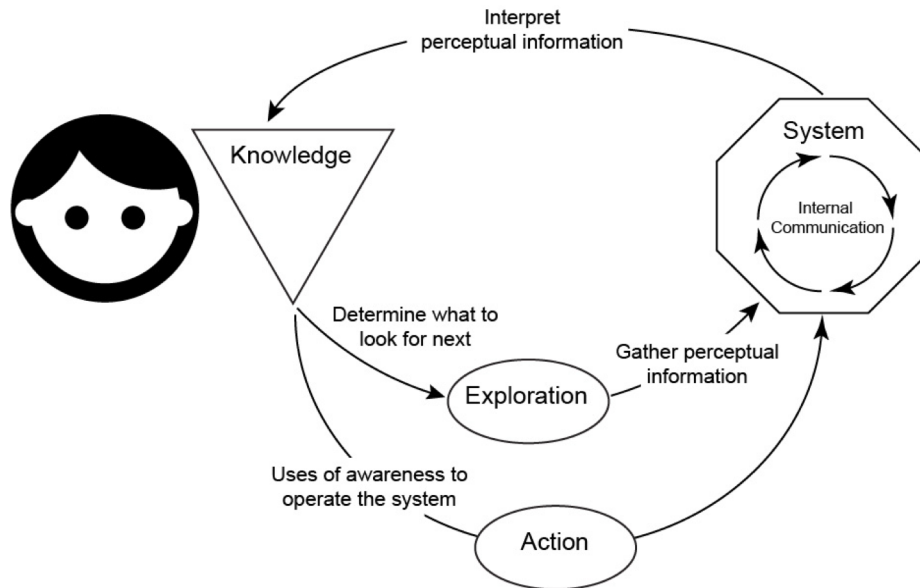 Interpret
perceptual information
Knowledge
System
Internal
Communication
Determine what to
look for next
Gather perceptual
information
Exploration
Uses of awareness to
operate the system
Action